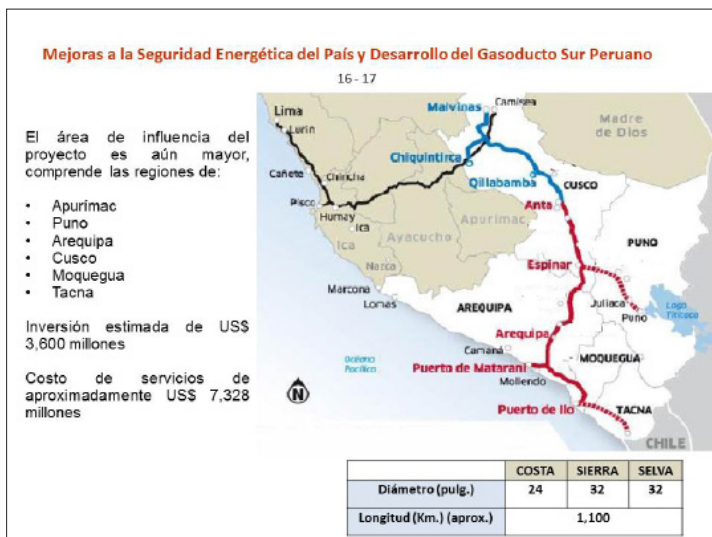 Mejoras a la Seguridad Energética del País y Desarrollo del Gasoducto Sur Peruano
16 - 17
El área de influencia del
proyecto es aún mayor,
comprende las regiones de:
• Apurímac
• Puno
• Arequipa
• Cusco
• Moquegua
• Tacna
Inversión estimada de US$
3,600 millones
Costo de servicios de
aproximadamente US$ 7,328
millones
Lima
Lurin
Cañete
Chincha
Pisco
Humay
Ica
Ica
Ayacucho
Apurímac
Nazca
Marcona
Lomas
Malvinas
Camisea
Madre
de Dios
Chiquintirca
Qillabamba
CUSCO
Anta
PUNO
Espinar
Juliaca
Puno
Lago
Titicaca
AREQUIPA
Arequipa
Camaná
MOQUEGUA
Océano
Pacífico
Puerto de Matarani
Mollendo
Puerto de Ilo
TACNA
CHILE
N
COSTA SIERRA SELVA
Diámetro (pulg.) 24 32 32
Longitud (Km.) (aprox.) 1,100